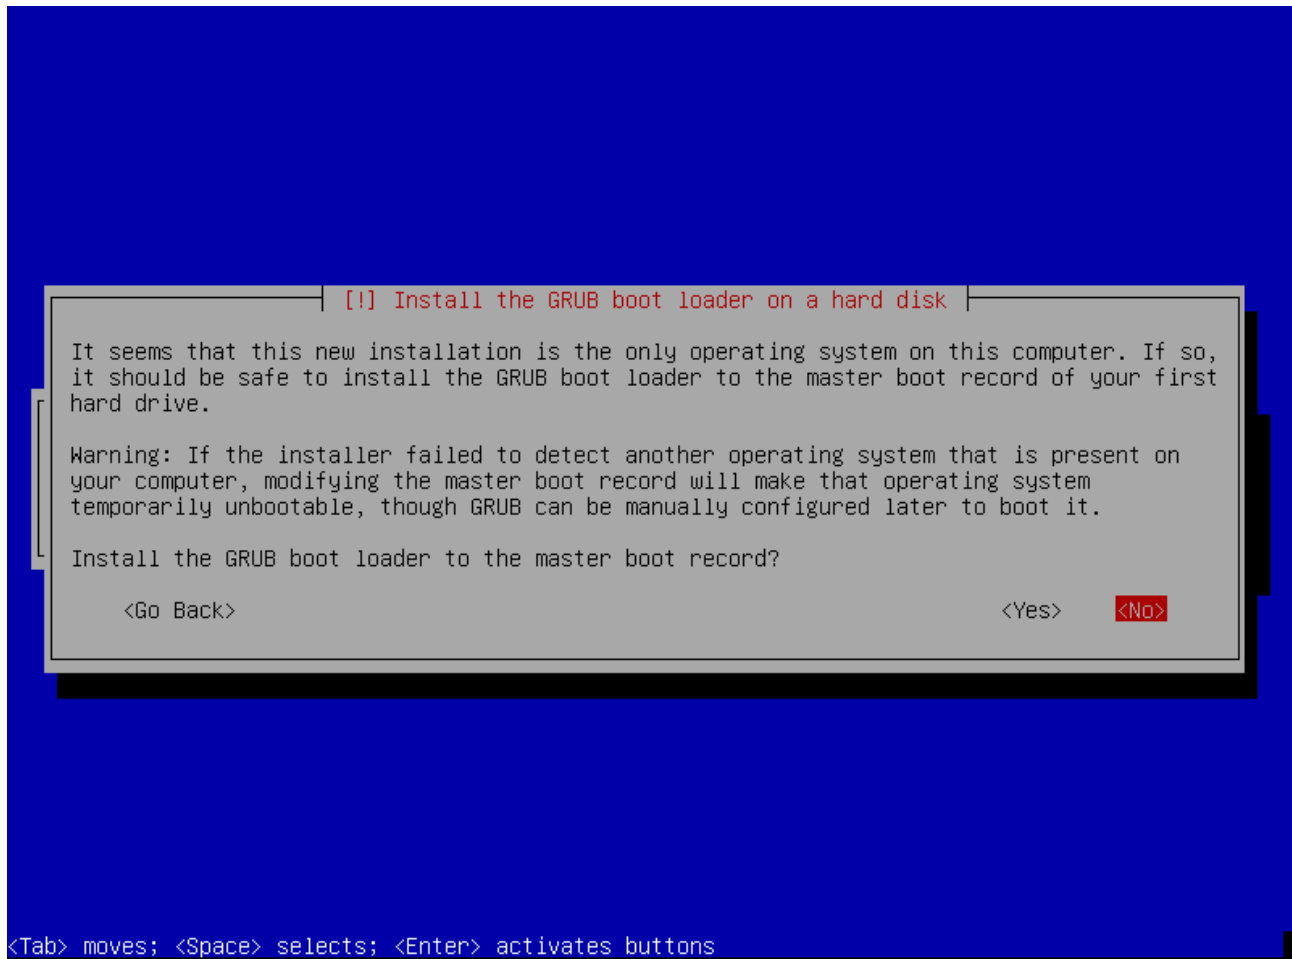 [!] Install the GRUB boot loader on a hard disk
It seems that this new installation is the only operating system on this computer. If so,
it should be safe to install the GRUB boot loader to the master boot record of your first
hard drive.
Warning: If the installer failed to detect another operating system that is present on
your computer, modifying the master boot record will make that operating system
temporarily unbootable, though GRUB can be manually configured later to boot it.
Install the GRUB boot loader to the master boot record?
<Go Back> <Yes> <No>
<Tab> moves; <Space> selects; <Enter> activates buttons